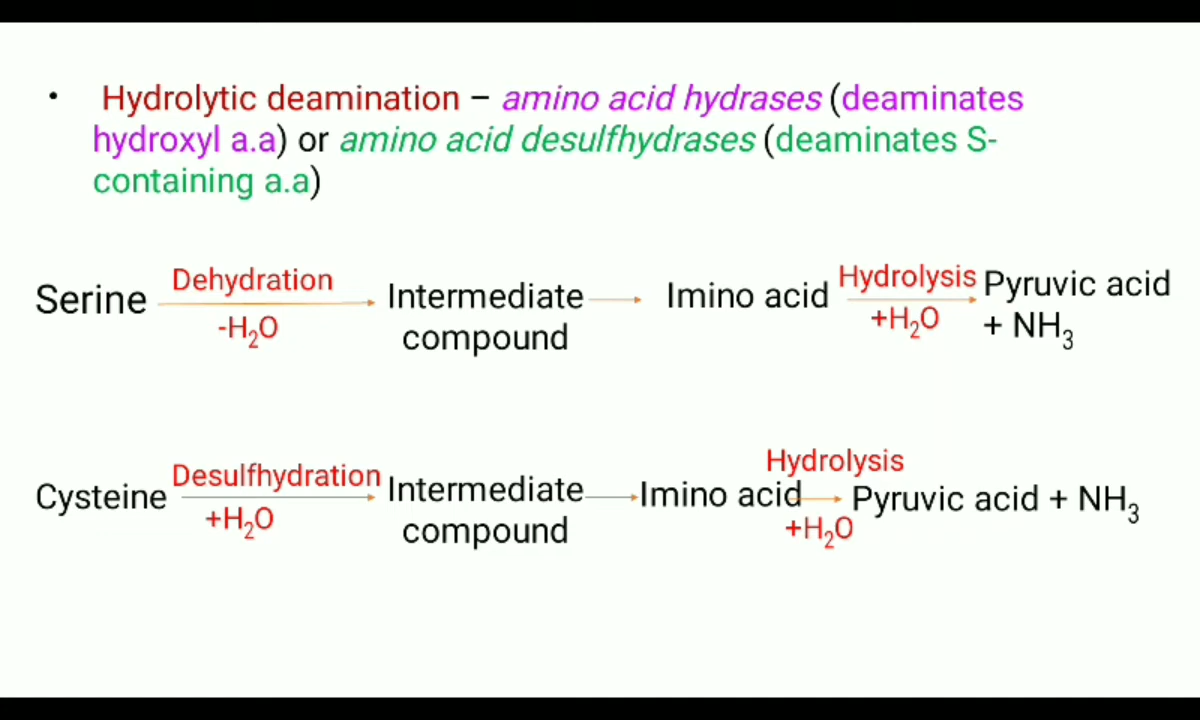 • Hydrolytic deamination – amino acid hydrases (deaminates
hydroxyl a.a) or amino acid desulfhydrases (deaminates S-
containing a.a)
Serine
Dehydration
-H₂O
Intermediate
compound
Imino acid
Hydrolysis
+H₂O
Pyruvic acid
+ NH₃
Cysteine
Desulfhydration
+H₂O
Intermediate
compound
Imino acid
Hydrolysis
+H₂O
Pyruvic acid + NH₃